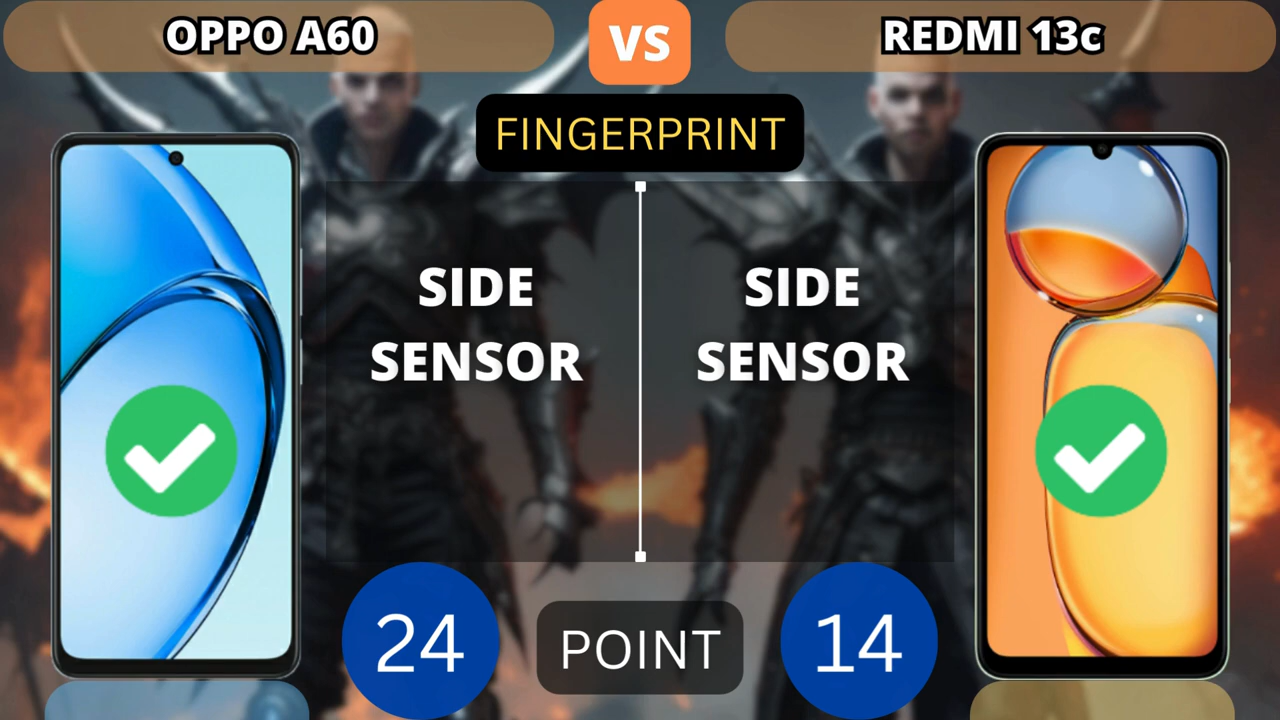 OPPO A60
VS
REDMI 13c
FINGERPRINT
SIDE
SENSOR
SIDE
SENSOR
24
POINT
14